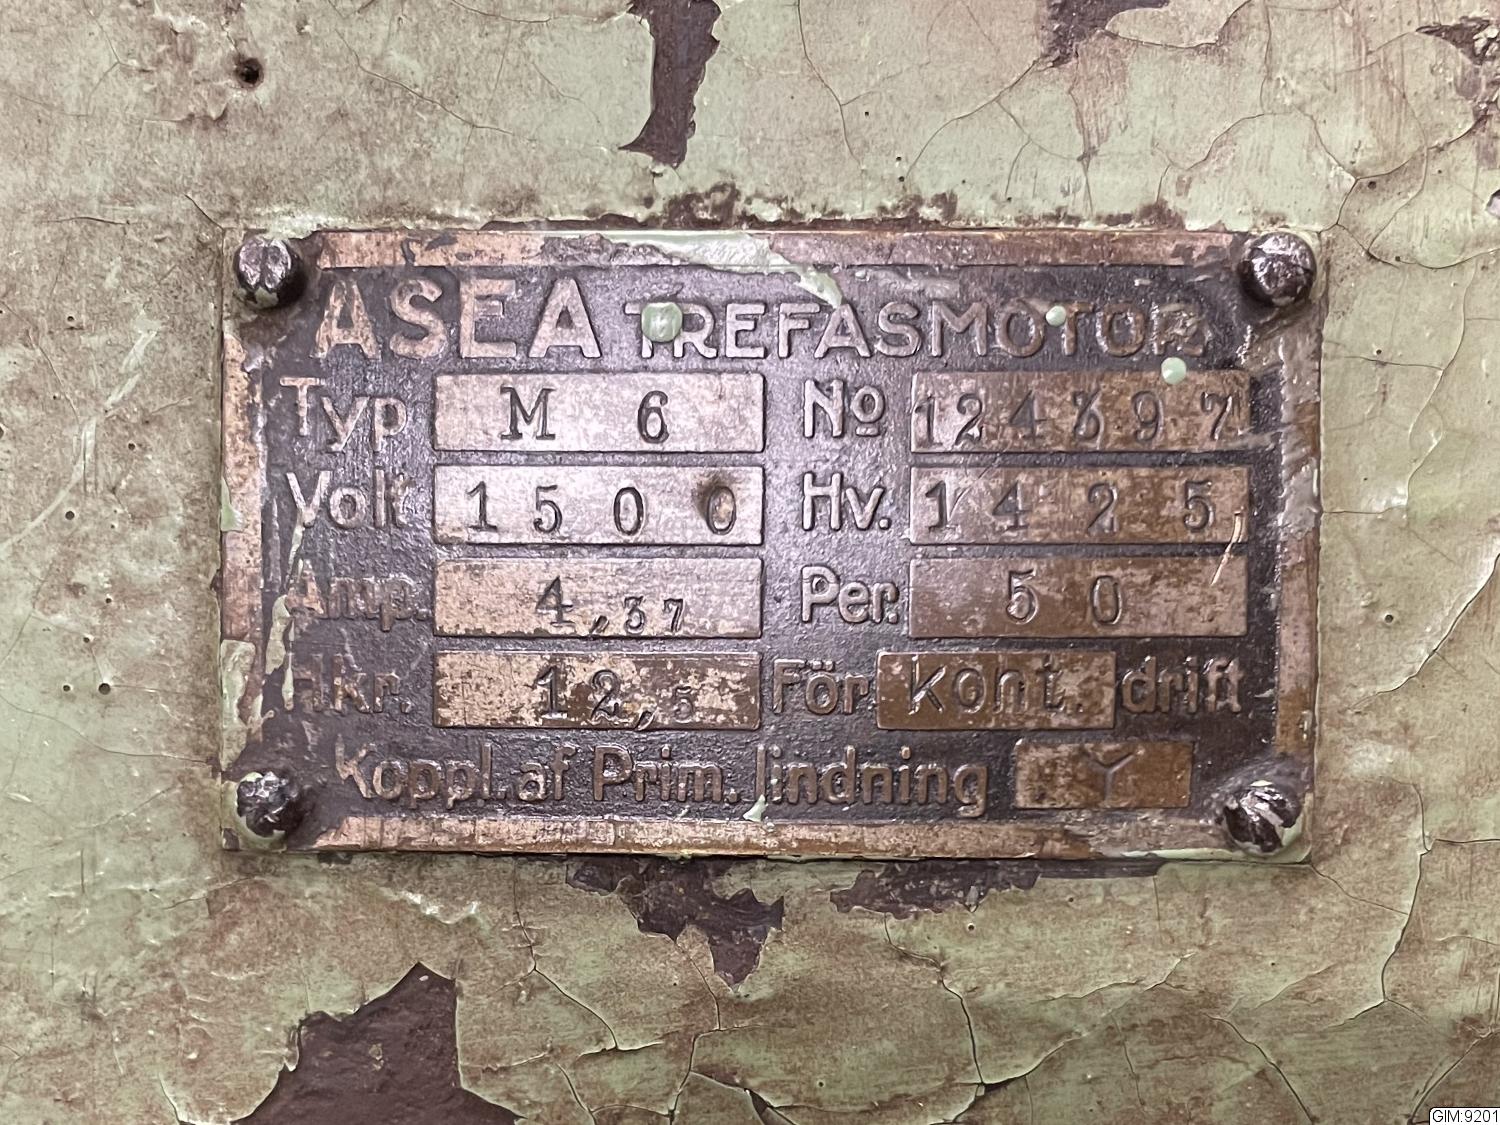 ASEA TREFASMOTOR
Typ M 6 No 124397
Volt 1500 Hv. 1425
Amp. 4,37 Per. 50
Hkr. 12,5 För kont. drift
Koppl. af Prim. lindning Y
GIM:9201